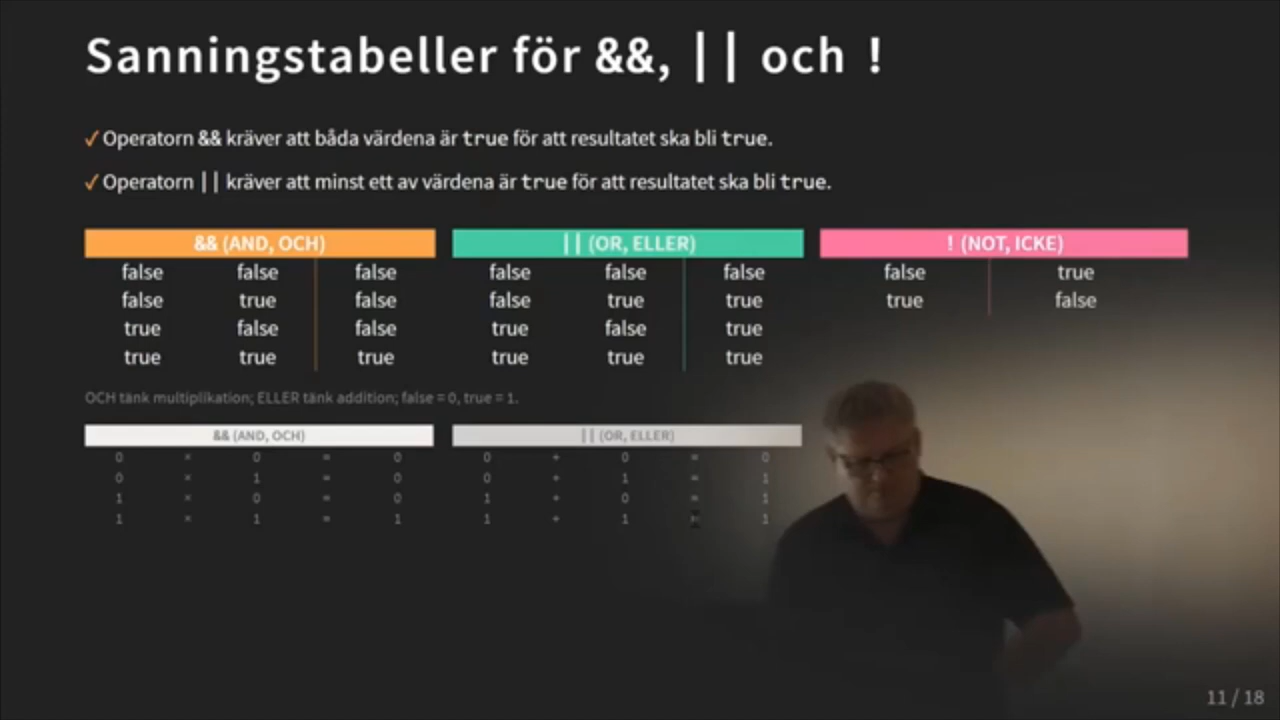 Sanningstabeller för &&, || och !
✓ Operatorn && kräver att båda värdena är true för att resultatet ska bli true.
✓ Operatorn || kräver att minst ett av värdena är true för att resultatet ska bli true.
&& (AND, OCH) || (OR, ELLER) ! (NOT, ICKE)
false false false false false false false true
false true false false true true true false
true false false true false true
true true true true true true
OCH tänk multiplikation; ELLER tänk addition; false = 0, true = 1.
&& (AND, OCH) || (OR, ELLER)
0 × 0 = 0 0 + 0 = 0
0 × 1 = 0 0 + 1 = 1
1 × 0 = 0 1 + 0 = 1
1 × 1 = 1 1 + 1 1
11 / 18